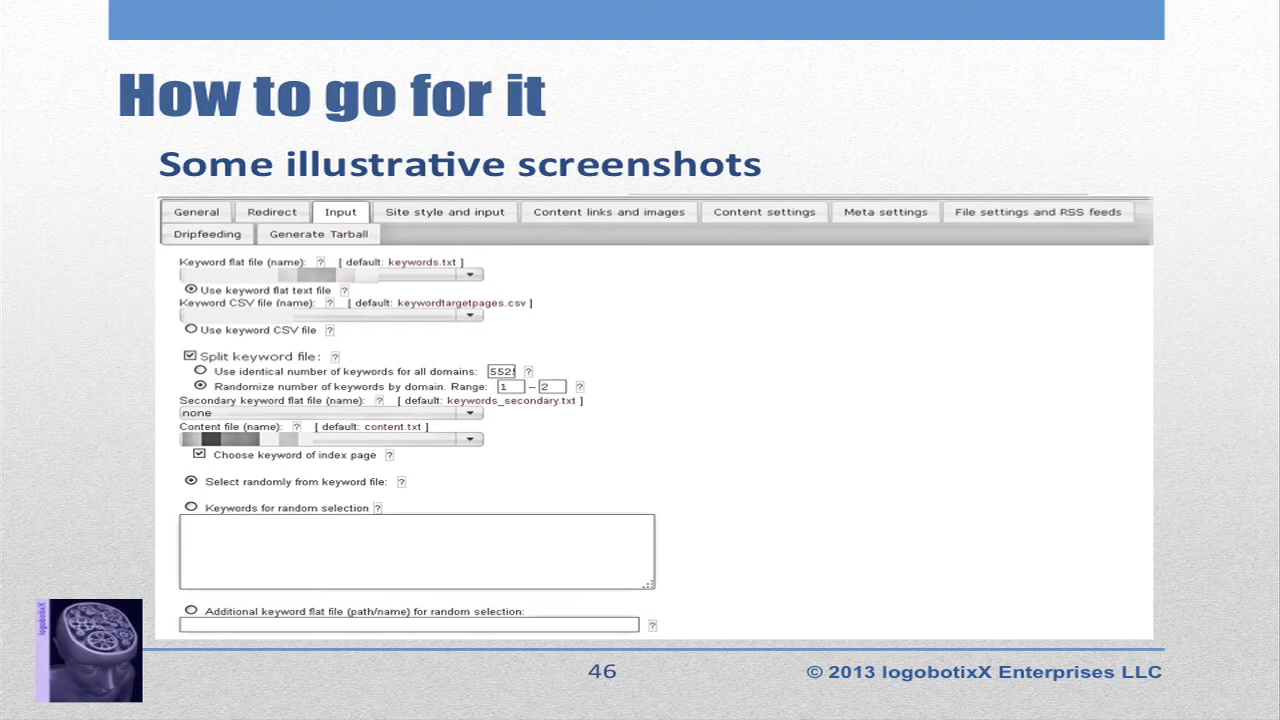 How to go for it
Some illustrative screenshots
General Redirect Input Site style and input Content links and images Content settings Meta settings File settings and RSS feeds
Dripfeeding Generate Tarball
Keyword flat file (name): ? [ default: keywords.txt ]
Use keyword flat text file ?
Keyword CSV file (name): ? [ default: keywordtargetpages.csv ]
Use keyword CSV file ?
Split keyword file: ?
Use identical number of keywords for all domains: ?
Randomize number of keywords by domain. Range: 1 – 2 ?
Secondary keyword flat file (name): ? [ default: keywords_secondary.txt ]
none
Content file (name): ? [ default: content.txt ]
Choose keyword of index page ?
Select randomly from keyword file: ?
Keywords for random selection ?
Additional keyword flat file (path/name) for random selection:
?
logobotixX
46
© 2013 logobotixX Enterprises LLC